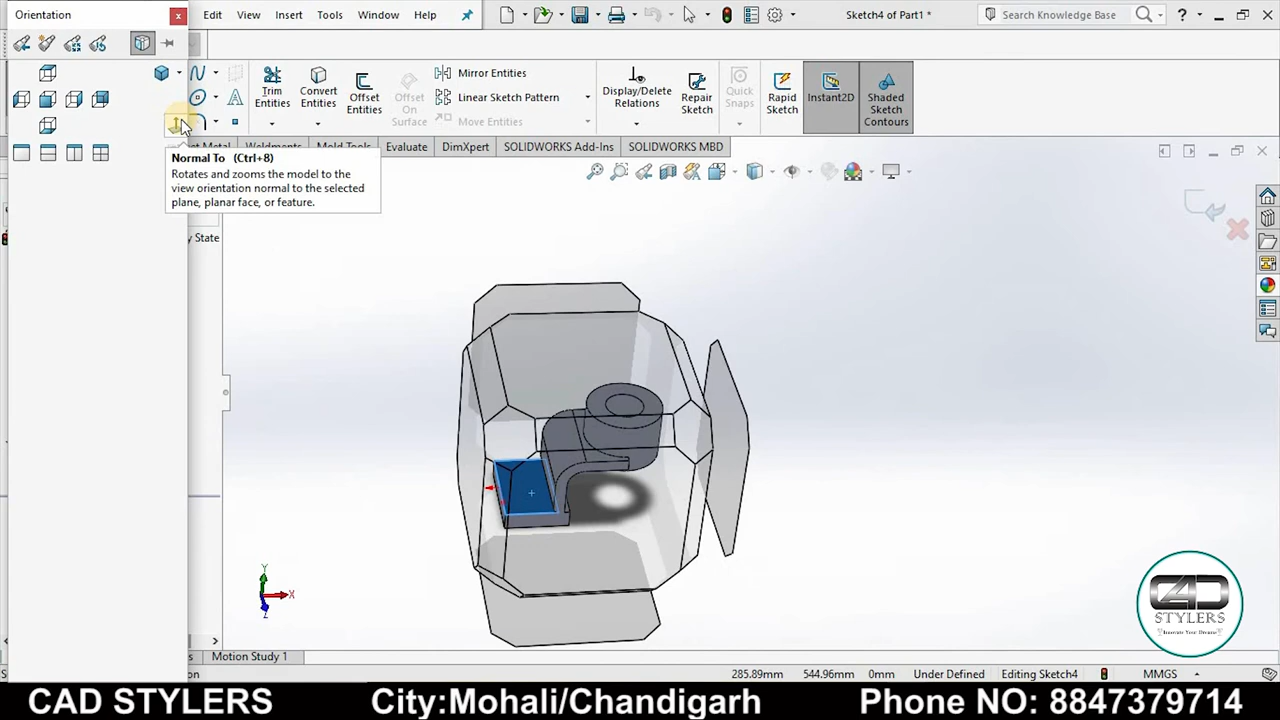 Orientation
x
Edit View Insert Tools Window Help
Sketch4 of Part1 *
Search Knowledge Base
?
Trim Entities
Convert Entities
Offset Entities
Offset On Surface
Mirror Entities
Linear Sketch Pattern
Move Entities
Display/Delete Relations
Repair Sketch
Quick Snaps
Rapid Sketch
Instant2D
Shaded Sketch Contours
Metal Weldments Mold Tools Evaluate DimXpert SOLIDWORKS Add-Ins SOLIDWORKS MBD
Normal To (Ctrl+8)
Rotates and zooms the model to the
view orientation normal to the selected
plane, planar face, or feature.
y State
Y
X
Z
CAD
STYLERS
Innovate Your Dreams
Motion Study 1
285.89mm 544.96mm 0mm Under Defined Editing Sketch4 MMGS
CAD STYLERS City:Mohali/Chandigarh Phone NO: 8847379714